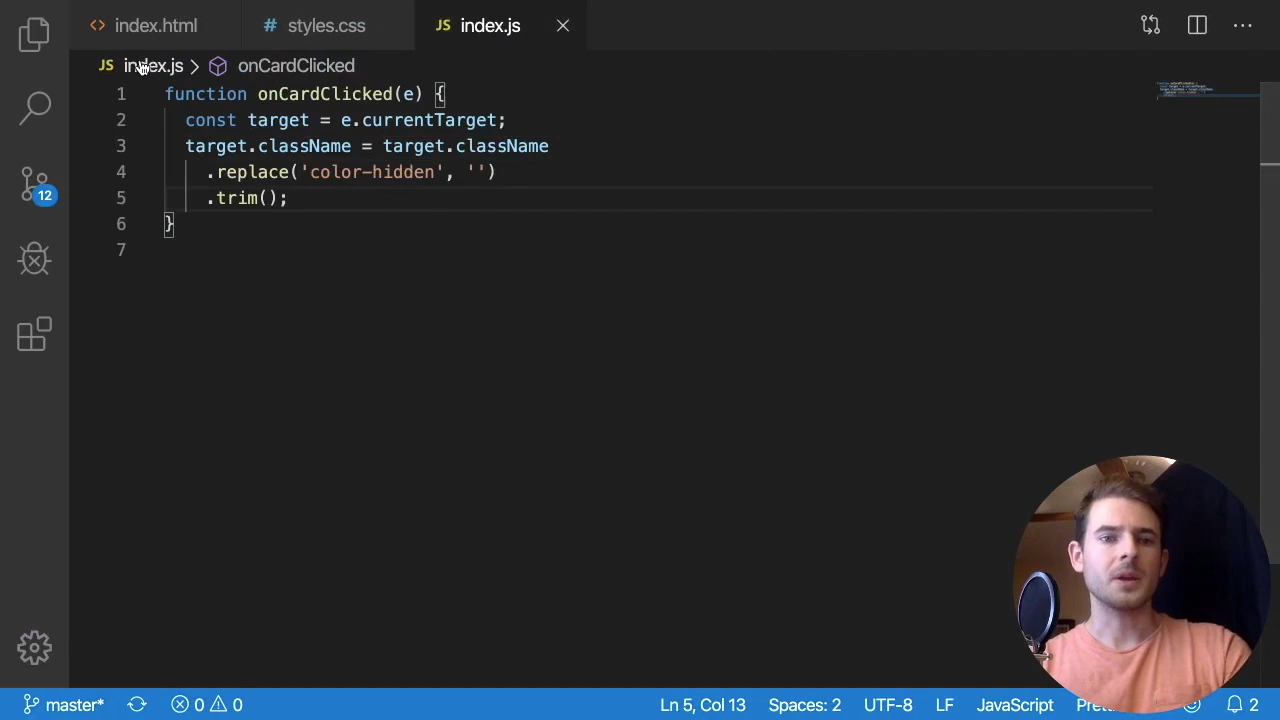 index.html
# styles.css
JS index.js
JS index.js > onCardClicked
1 function onCardClicked(e) {
2 const target = e.currentTarget;
3 target.className = target.className
4 .replace('color-hidden', '')
5 .trim();
6 }
7
12
master* 0 0 Ln 5, Col 13 Spaces: 2 UTF-8 LF JavaScript 2